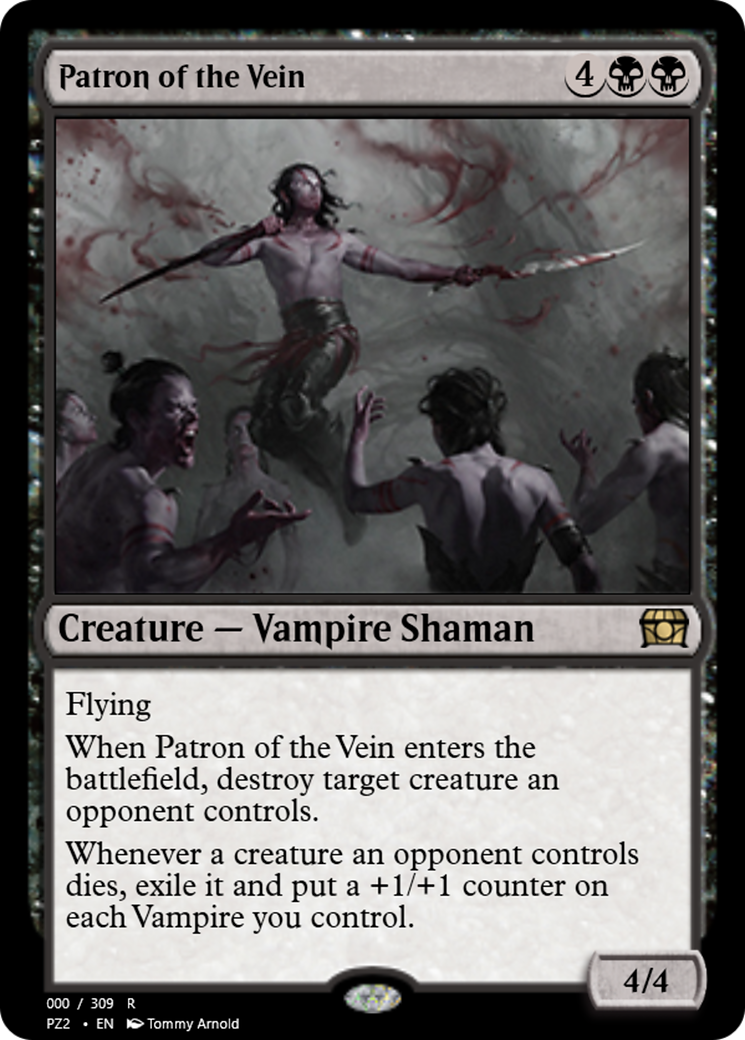 Patron of the Vein 4
Creature — Vampire Shaman
Flying
When Patron of the Vein enters the
battlefield, destroy target creature an
opponent controls.
Whenever a creature an opponent controls
dies, exile it and put a +1/+1 counter on
each Vampire you control.
4/4
000 / 309 R
PZ2 • EN Tommy Arnold